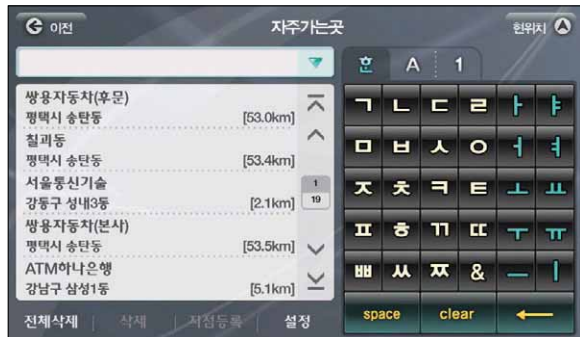 이전 자주가는곳 현위치
훈 A 1
쌍용자동차(후문)
평택시 송탄동 [53.0km]
칠괴동
평택시 송탄동 [53.4km]
서울통신기술
강동구 성내3동 [2.1km]
쌍용자동차(본사)
평택시 송탄동 [53.5km]
ATM하나은행
강남구 삼성1동 [5.1km]
1
19
ㄱ ㄴ ㄷ ㄹ ㅏ ㅑ
ㅁ ㅂ ㅅ ㅇ ㅓ ㅕ
ㅈ ㅊ ㅋ ㅌ ㅗ ㅛ
ㅍ ㅎ ㄲ ㄸ ㅜ ㅠ
ㅃ ㅆ ㅉ & ㅡ ㅣ
space clear
전체삭제 삭제 지점등록 설정